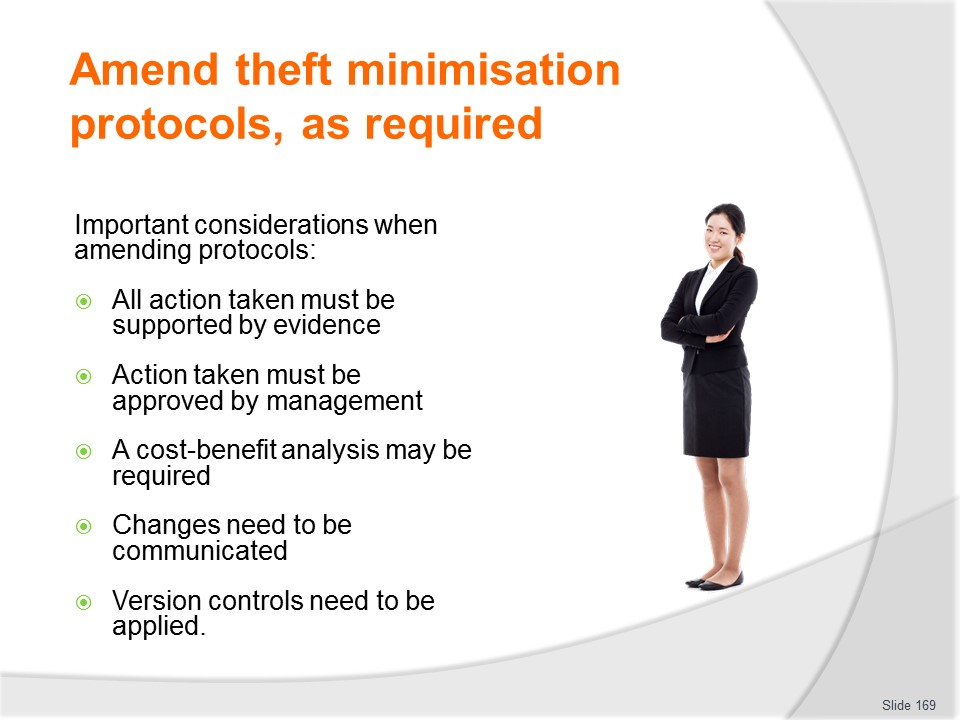 Amend theft minimisation
protocols, as required
Important considerations when
amending protocols:
All action taken must be
supported by evidence
Action taken must be
approved by management
A cost-benefit analysis may be
required
Changes need to be
communicated
Version controls need to be
applied.
Slide 169